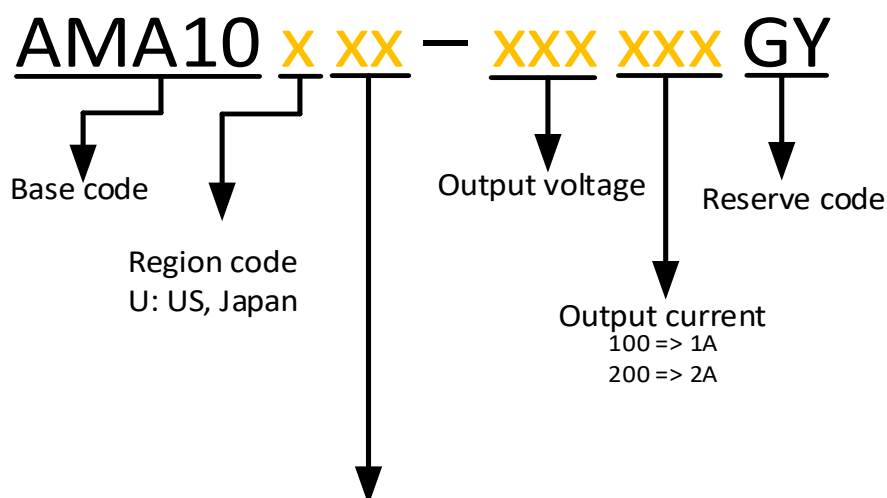 AMA10 x xx – xxx xxx GY
Base code
Output voltage
Reserve code
Region code
U: US, Japan
Output current
100 => 1A
200 => 2A